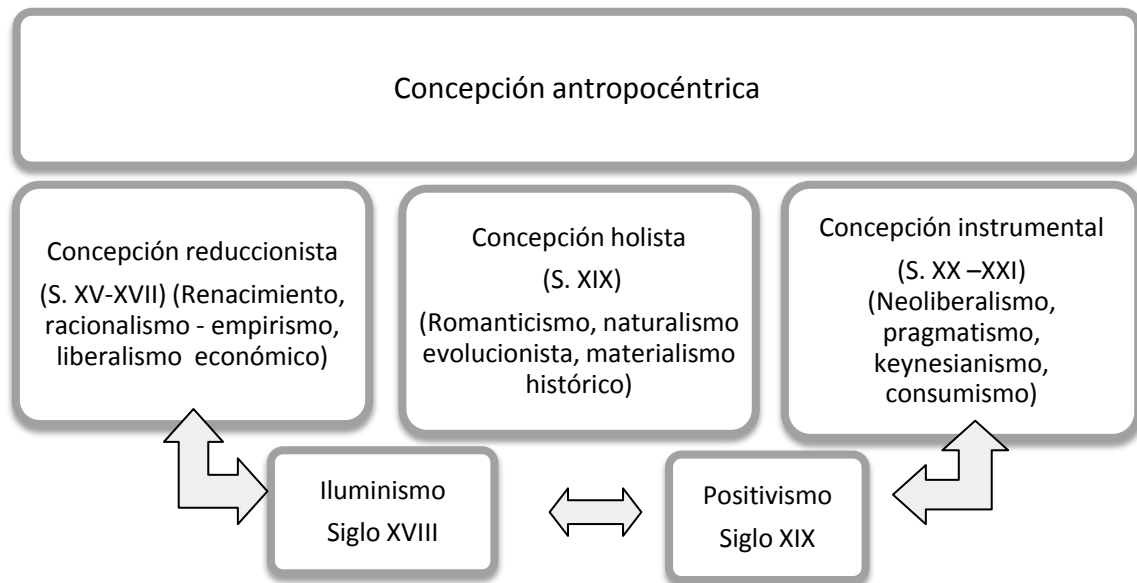 Concepción antropocéntrica
Concepción reduccionista
(S. XV-XVII) (Renacimiento,
racionalismo - empirismo,
liberalismo económico)
Concepción holista
(S. XIX)
(Romanticismo, naturalismo
evolucionista, materialismo
histórico)
Concepción instrumental
(S. XX –XXI)
(Neoliberalismo,
pragmatismo,
keynesianismo,
consumismo)
Iluminismo
Siglo XVIII
Positivismo
Siglo XIX